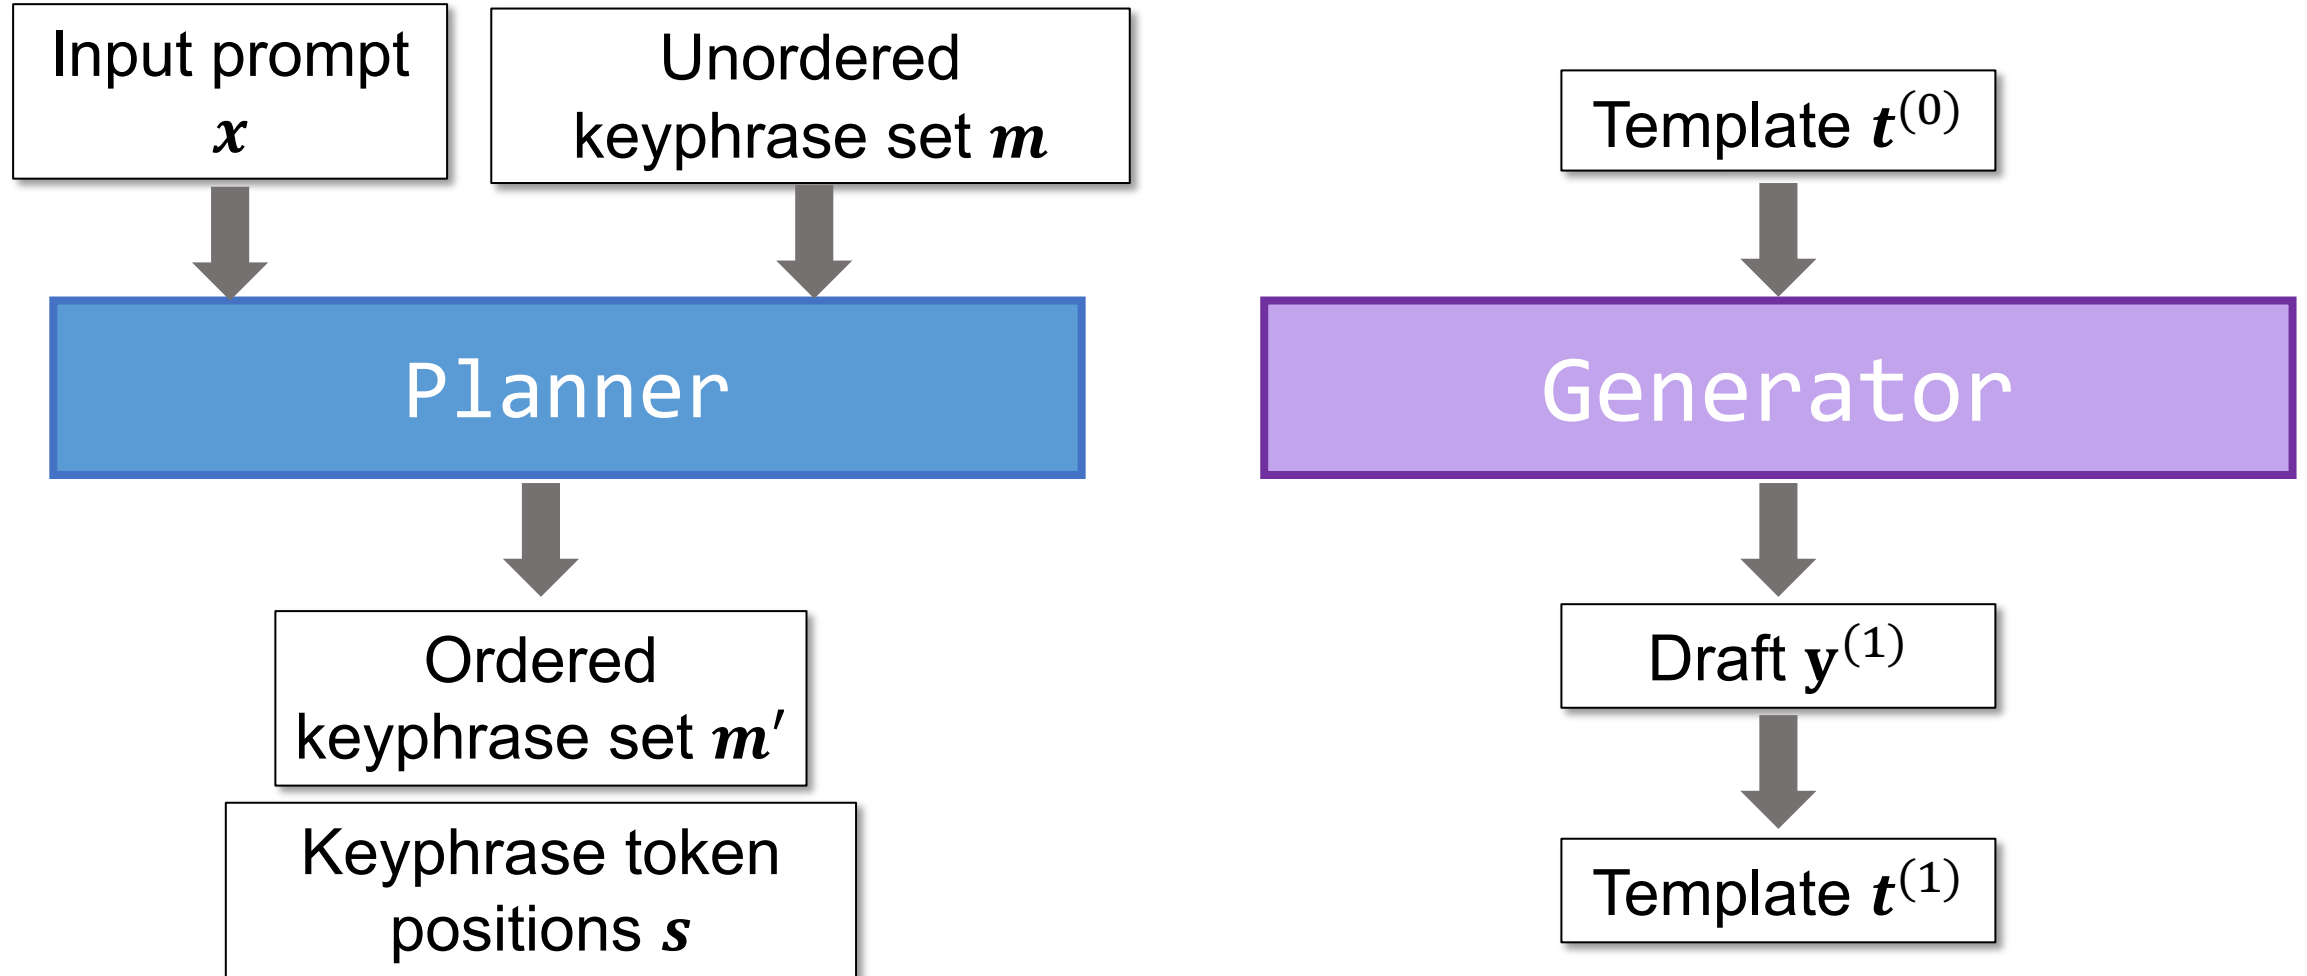 Input prompt
x
Unordered
keyphrase set m
Planner
Ordered
keyphrase set m′
Keyphrase token
positions s
Template t⁽⁰⁾
Generator
Draft y⁽¹⁾
Template t⁽¹⁾